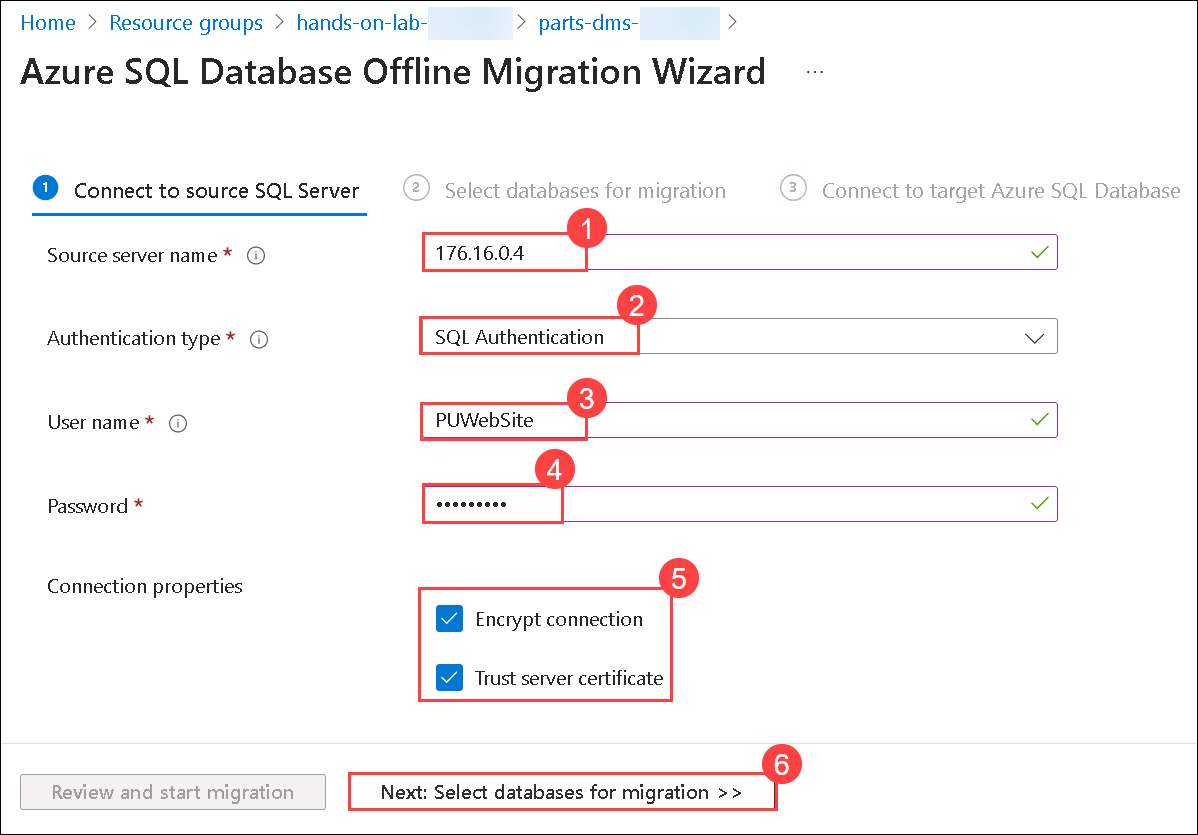 Home > Resource groups > hands-on-lab- > parts-dms- >
Azure SQL Database Offline Migration Wizard ...
1 Connect to source SQL Server 2 Select databases for migration 3 Connect to target Azure SQL Database
1
Source server name * 176.16.0.4
2
Authentication type * SQL Authentication
3
User name * PUWebSite
4
Password * •••••••••
Connection properties
5
Encrypt connection
Trust server certificate
6
Review and start migration Next: Select databases for migration >>